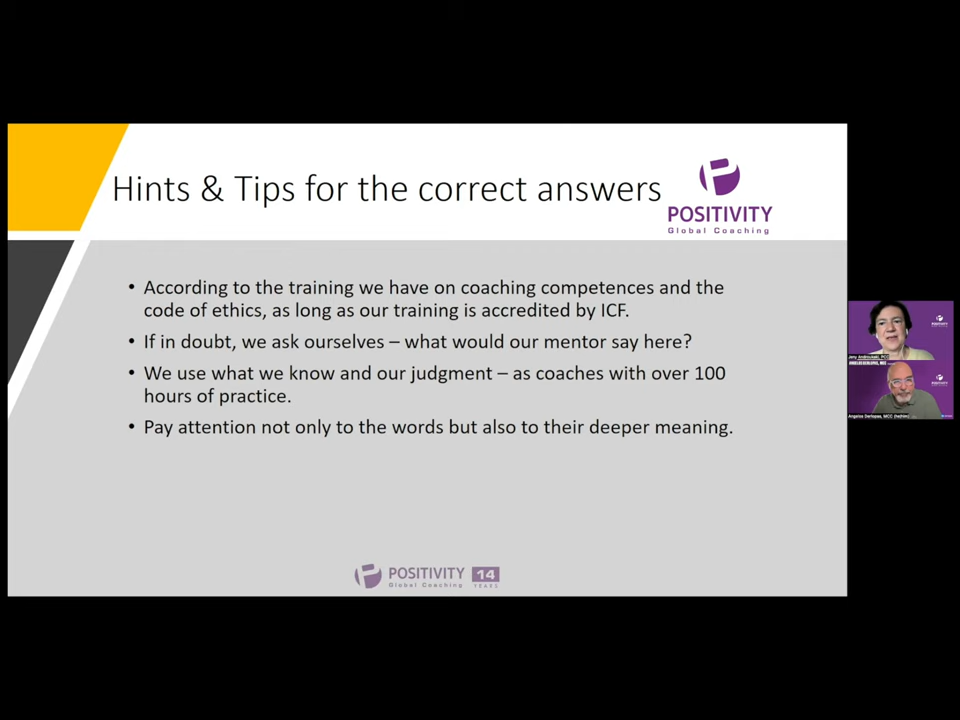 Hints & Tips for the correct answers
POSITIVITY
Global Coaching
• According to the training we have on coaching competences and the
code of ethics, as long as our training is accredited by ICF.
• If in doubt, we ask ourselves – what would our mentor say here?
• We use what we know and our judgment – as coaches with over 100
hours of practice.
• Pay attention not only to the words but also to their deeper meaning.
POSITIVITY 14
Global Coaching YEARS
POSITIVITY
POSITIVITY